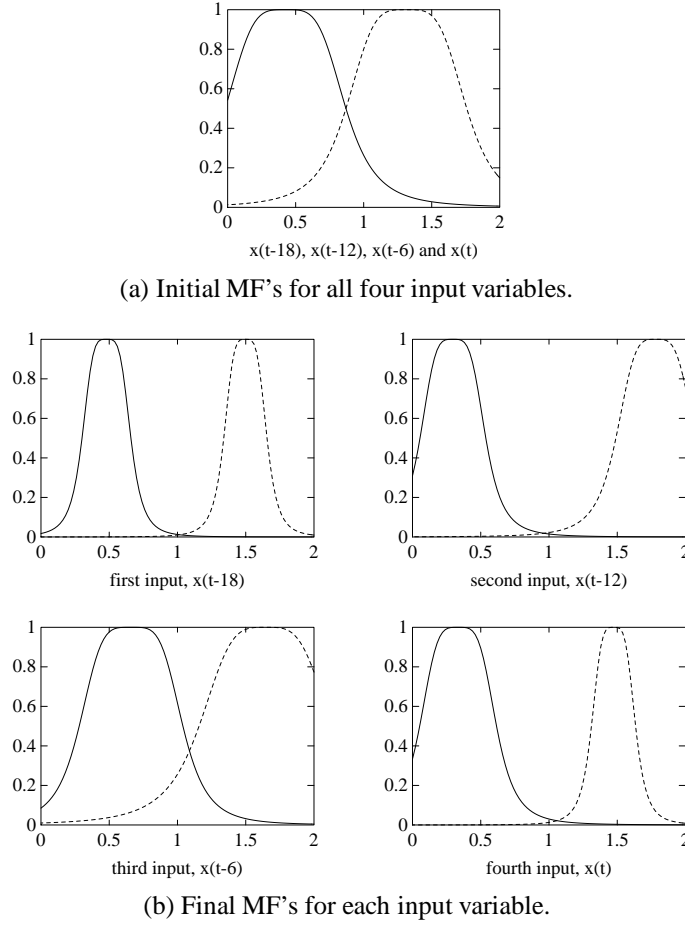 1
0.8
0.6
0.4
0.2
0
0 0.5 1 1.5 2
x(t-18), x(t-12), x(t-6) and x(t)
(a) Initial MF's for all four input variables.
1
0.8
0.6
0.4
0.2
0
0 0.5 1 1.5 2
first input, x(t-18)
1
0.8
0.6
0.4
0.2
0
0 0.5 1 1.5 2
second input, x(t-12)
1
0.8
0.6
0.4
0.2
0
0 0.5 1 1.5 2
third input, x(t-6)
1
0.8
0.6
0.4
0.2
0
0 0.5 1 1.5 2
fourth input, x(t)
(b) Final MF's for each input variable.